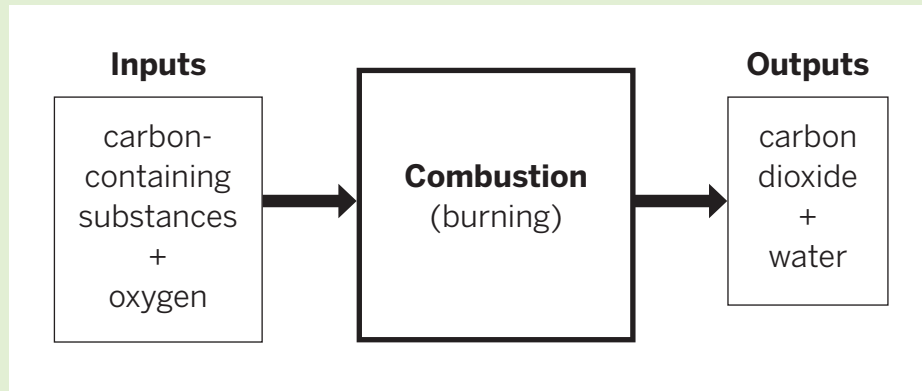 Inputs
carbon-
containing
substances
+
oxygen
Combustion
(burning)
Outputs
carbon
dioxide
+
water